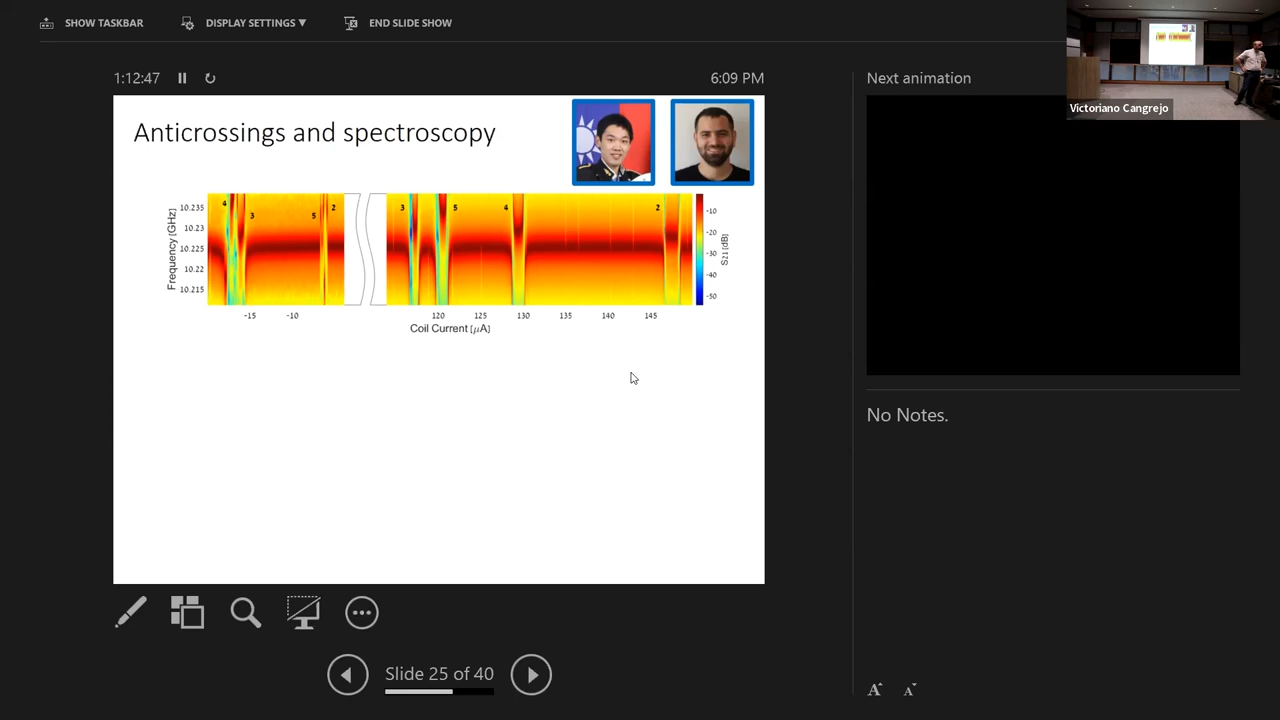 SHOW TASKBAR
DISPLAY SETTINGS ▼
END SLIDE SHOW
1:12:47
6:09 PM
Next animation
Victoriano Cangrejo
Anticrossings and spectroscopy
Frequency [GHz]
10.235
10.23
10.225
10.22
10.215
4
3
5
2
3
5
4
2
-10
-20
-30
-40
-50
S21 [dB]
-15
-10
120
125
130
135
140
145
Coil Current [μA]
No Notes.
Slide 25 of 40
A
A